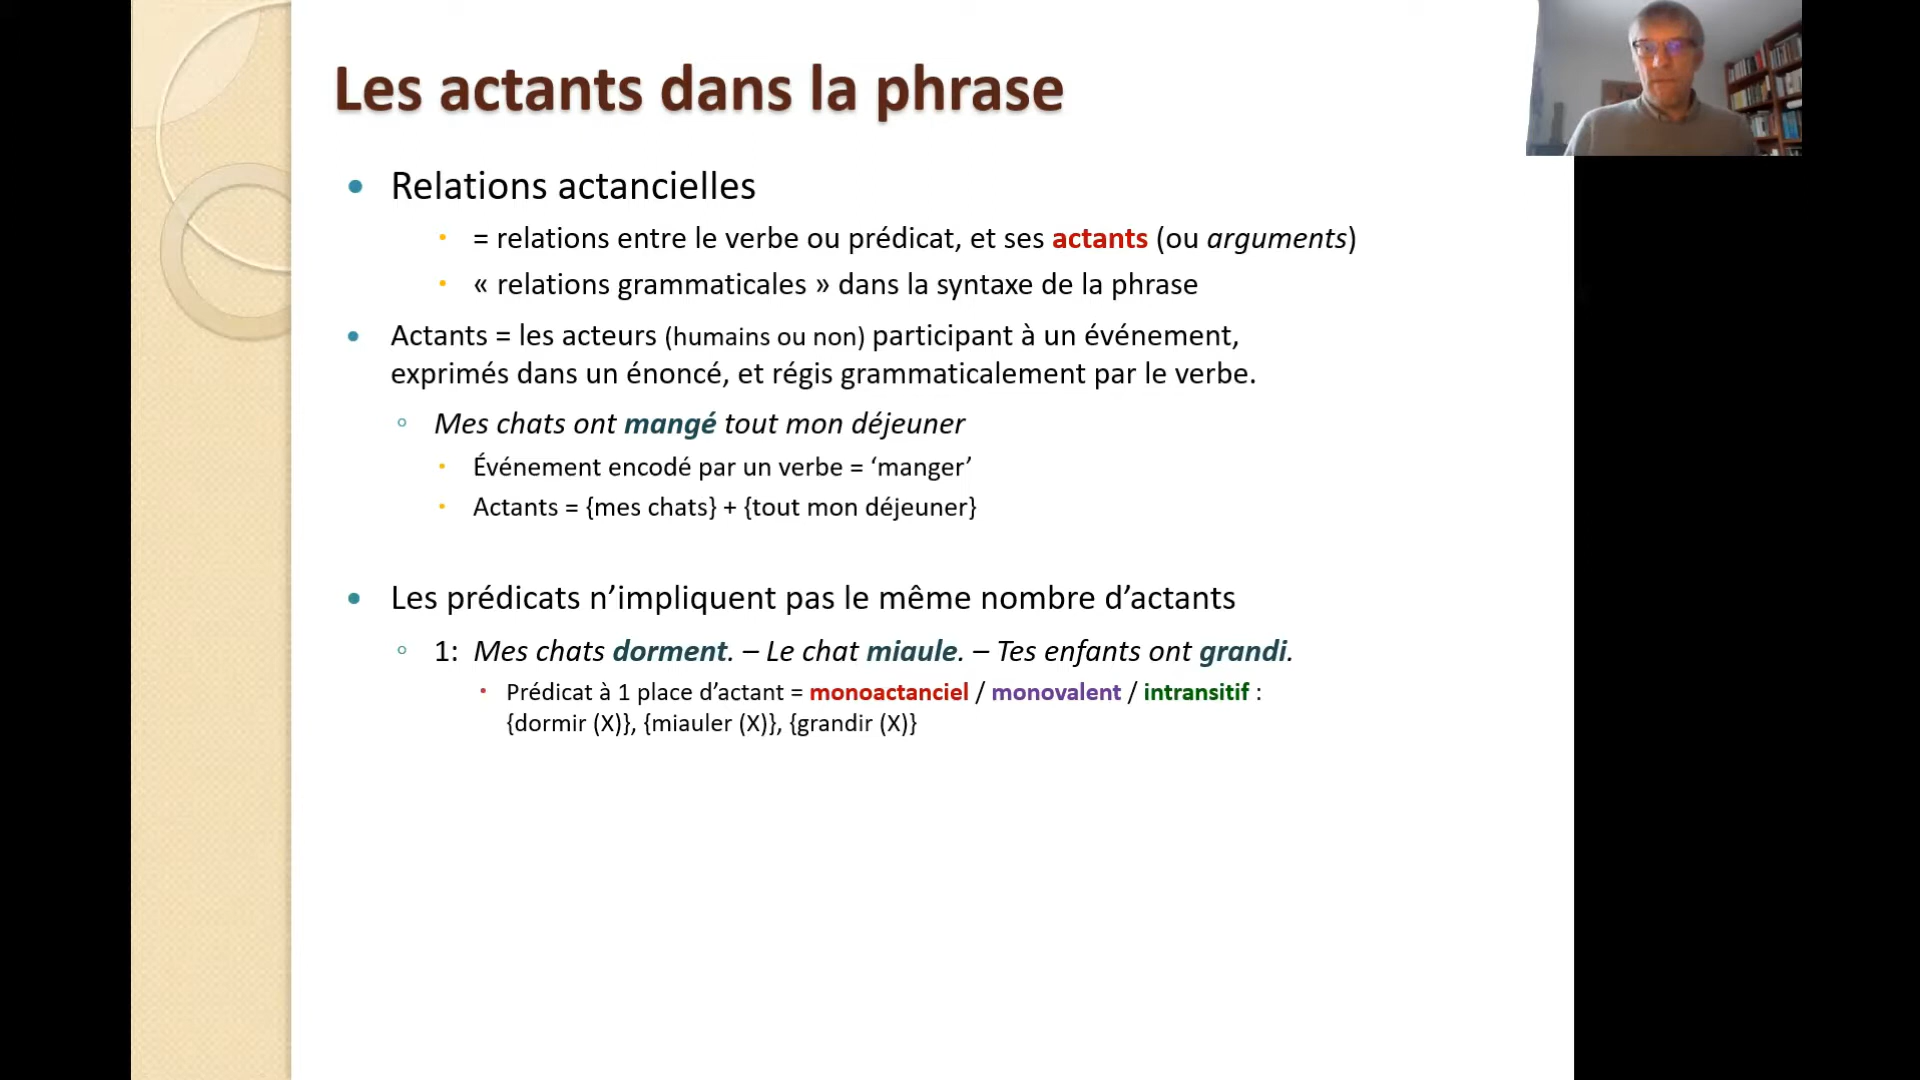 Les actants dans la phrase
• Relations actancielles
• = relations entre le verbe ou prédicat, et ses actants (ou arguments)
• « relations grammaticales » dans la syntaxe de la phrase
• Actants = les acteurs (humains ou non) participant à un événement,
exprimés dans un énoncé, et régis grammaticalement par le verbe.
◦ Mes chats ont mangé tout mon déjeuner
• Événement encodé par un verbe = ‘manger’
• Actants = {mes chats} + {tout mon déjeuner}
• Les prédicats n’impliquent pas le même nombre d’actants
◦ 1: Mes chats dorment. – Le chat miaule. – Tes enfants ont grandi.
• Prédicat à 1 place d’actant = monoactanciel / monovalent / intransitif :
{dormir (X)}, {miauler (X)}, {grandir (X)}